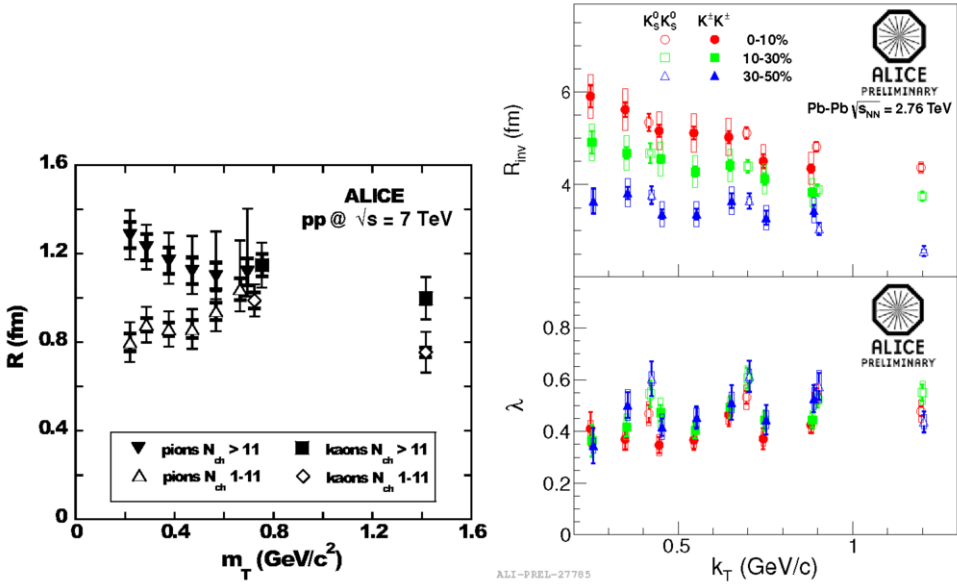 1.6
1.2
0.8
0.4
0
0
0.4
0.8
1.2
1.6
R (fm)
m_T (GeV/c²)
ALICE
pp @ √s = 7 TeV
pions N_ch > 11
kaons N_ch > 11
pions N_ch 1-11
kaons N_ch 1-11
K⁰_S K⁰_S
K±K±
0-10%
10-30%
30-50%
ALICE
PRELIMINARY
Pb-Pb √s_NN = 2.76 TeV
R_inv (fm)
6
4
ALICE
PRELIMINARY
λ
0.8
0.6
0.4
0.2
0
0.5
1
k_T (GeV/c)
ALI-PREL-27785